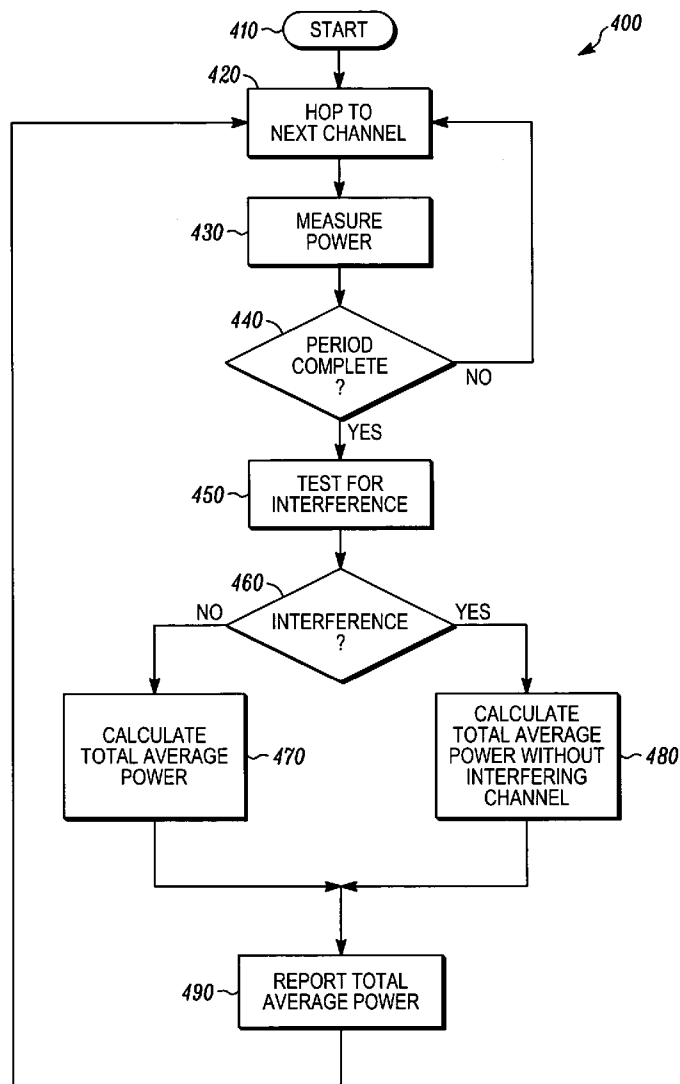 410
START
400
420
HOP TO
NEXT CHANNEL
430
MEASURE
POWER
440
PERIOD
COMPLETE
?
NO
YES
450
TEST FOR
INTERFERENCE
460
NO
INTERFERENCE
?
YES
CALCULATE
TOTAL AVERAGE
POWER
470
CALCULATE
TOTAL AVERAGE
POWER WITHOUT
INTERFERING
CHANNEL
480
490
REPORT TOTAL
AVERAGE POWER